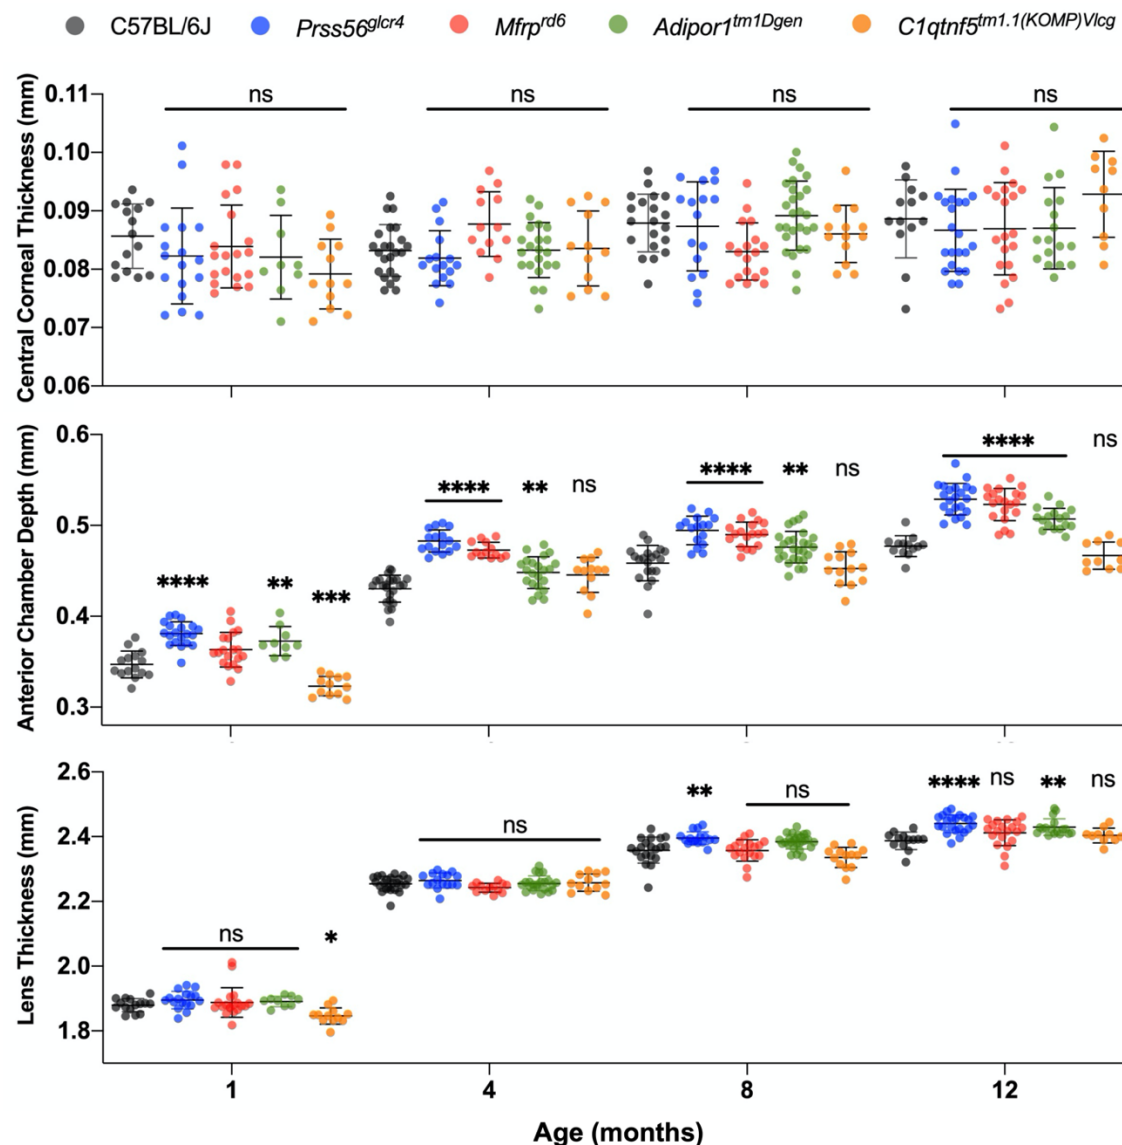 C57BL/6J Prss56glcr4 Mfrprd6 Adipor1tm1Dgen C1qtnf5tm1.1(KOMP)Vlcg
Central Corneal Thickness (mm)
0.11
0.10
0.09
0.08
0.07
0.06
ns ns ns ns
Anterior Chamber Depth (mm)
0.6
0.5
0.4
0.3
**** ** *** **** ** ns **** ** ns **** ns
Lens Thickness (mm)
2.6
2.4
2.2
2.0
1.8
ns * ns ** ns **** ns ** ns
1 4 8 12
Age (months)